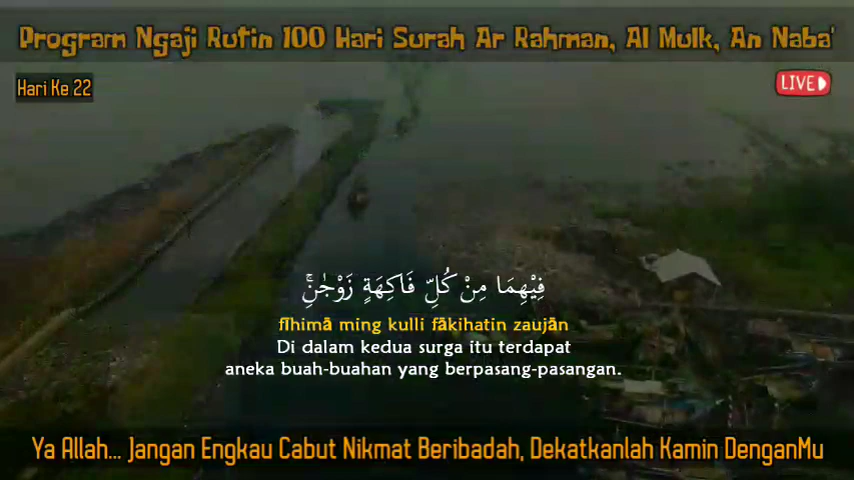 Program Ngaji Rutin 100 Hari Surah Ar Rahman, Al Mulk, An Naba'
Hari Ke 22
LIVE
فِيْهِمَا مِنْ كُلِّ فَاكِهَةٍ زَوْجٰنِۚ
fīhimā ming kulli fākihatin zaujān
Di dalam kedua surga itu terdapat
aneka buah-buahan yang berpasang-pasangan.
Ya Allah... Jangan Engkau Cabut Nikmat Beribadah, Dekatkanlah Kamin DenganMu